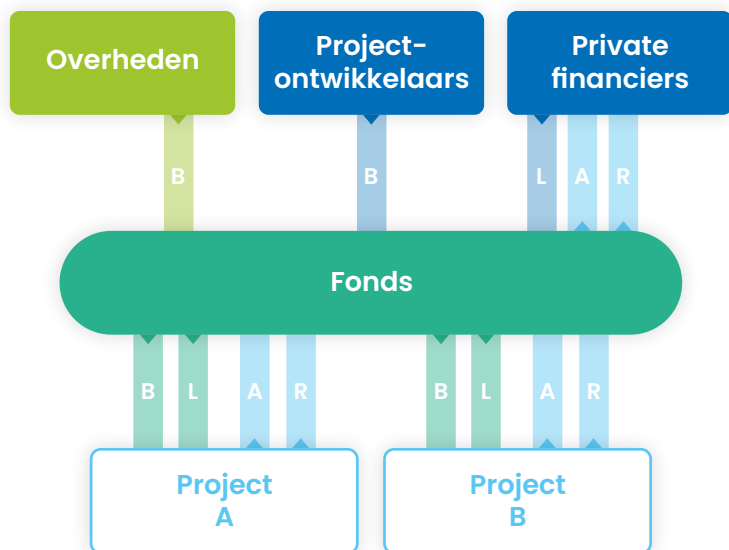 Overheden
Project-
ontwikkelaars
Private
financiers
B
B
L
A
R
Fonds
B
L
A
R
B
L
A
R
Project
A
Project
B